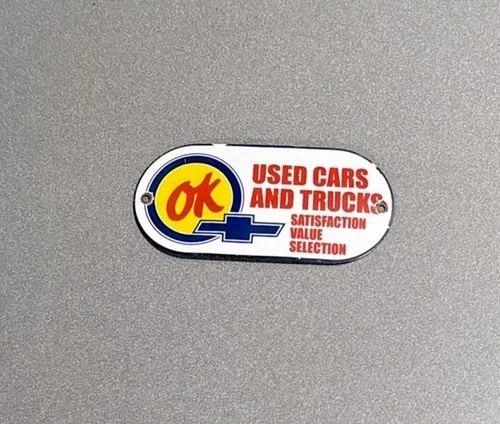 OK
USED CARS
AND TRUCKS
SATISFACTION
VALUE
SELECTION